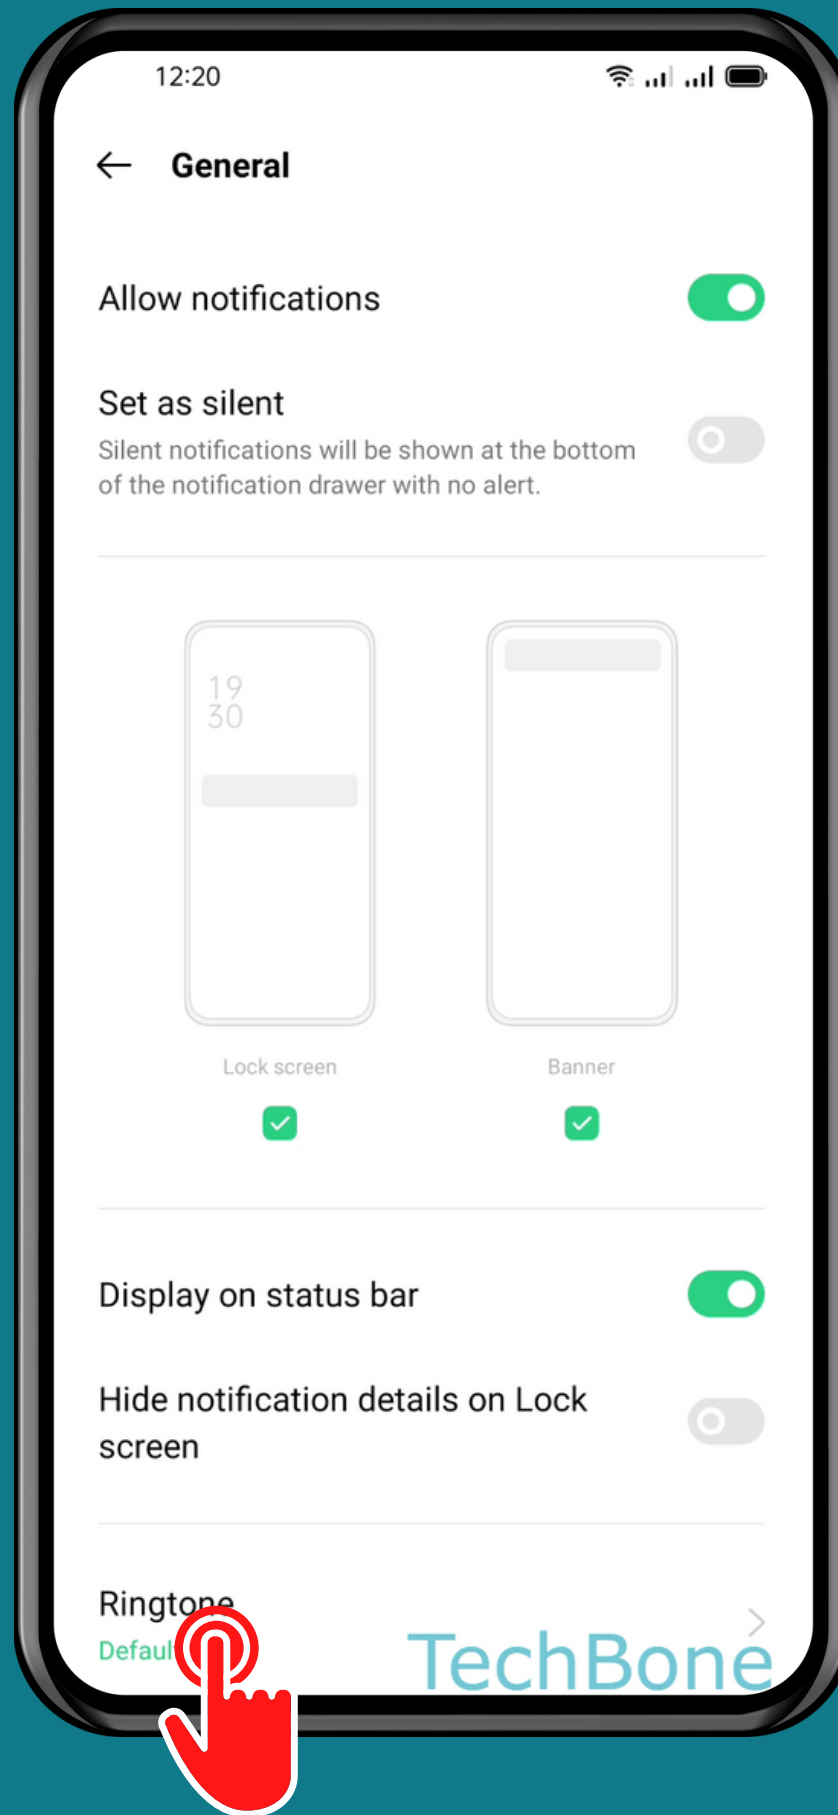 12:20
General
Allow notifications
Set as silent
Silent notifications will be shown at the bottom
of the notification drawer with no alert.
19
30
Lock screen
Banner
Display on status bar
Hide notification details on Lock
screen
Ringtone
TechBone